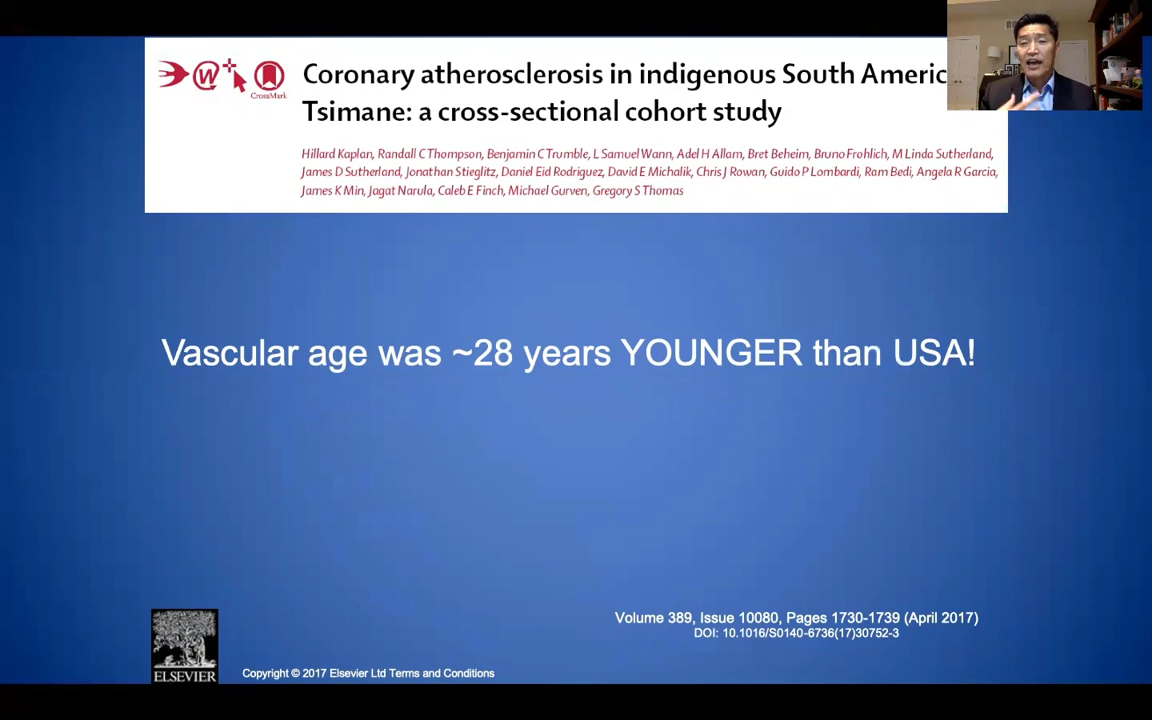 Coronary atherosclerosis in indigenous South Americ
Tsimane: a cross-sectional cohort study
W
CrossMark
Hillard Kaplan, Randall C Thompson, Benjamin C Trumble, L Samuel Wann, Adel H Allam, Bret Beheim, Bruno Frohlich, M Linda Sutherland,
James D Sutherland, Jonathan Stieglitz, Daniel Eid Rodriguez, David E Michalik, Chris J Rowan, Guido P Lombardi, Ram Bedi, Angela R Garcia,
James K Min, Jagat Narula, Caleb E Finch, Michael Gurven, Gregory S Thomas
Vascular age was ~28 years YOUNGER than USA!
Volume 389, Issue 10080, Pages 1730-1739 (April 2017)
DOI: 10.1016/S0140-6736(17)30752-3
ELSEVIER
Copyright © 2017 Elsevier Ltd Terms and Conditions